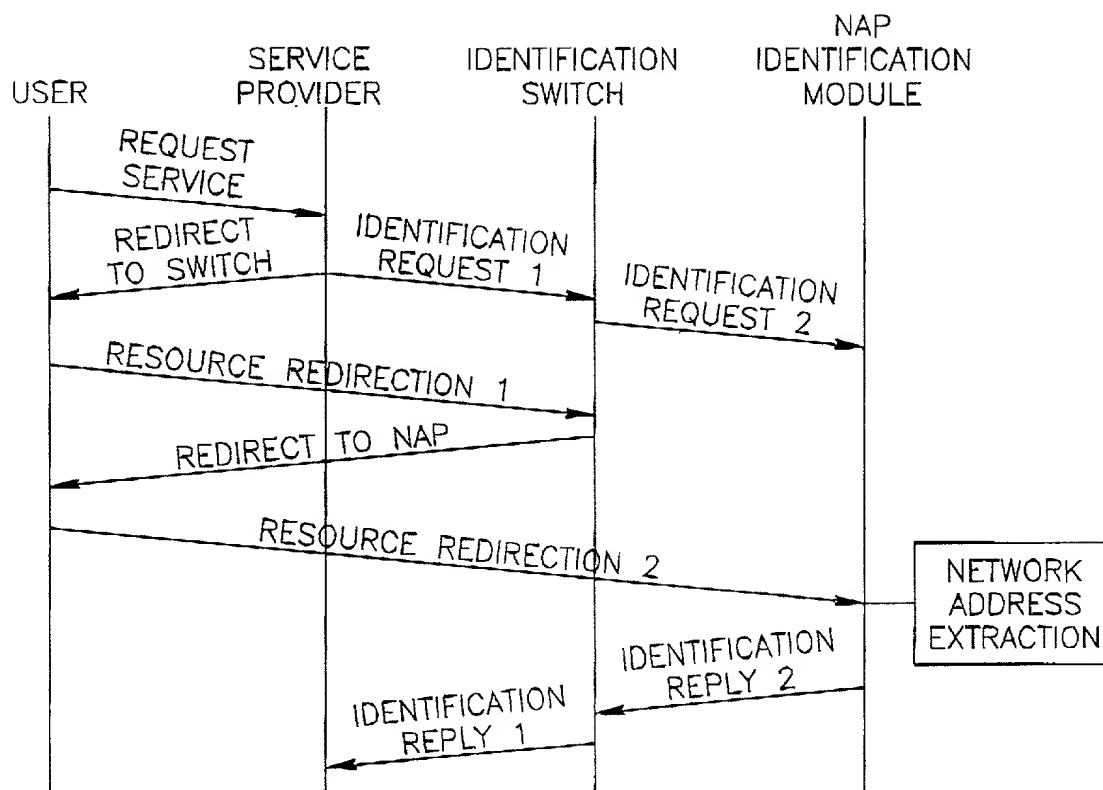 USER
SERVICE
PROVIDER
IDENTIFICATION
SWITCH
NAP
IDENTIFICATION
MODULE
REQUEST
SERVICE
REDIRECT
TO SWITCH
IDENTIFICATION
REQUEST 1
IDENTIFICATION
REQUEST 2
RESOURCE REDIRECTION 1
REDIRECT TO NAP
RESOURCE REDIRECTION 2
NETWORK
ADDRESS
EXTRACTION
IDENTIFICATION
REPLY 2
IDENTIFICATION
REPLY 1